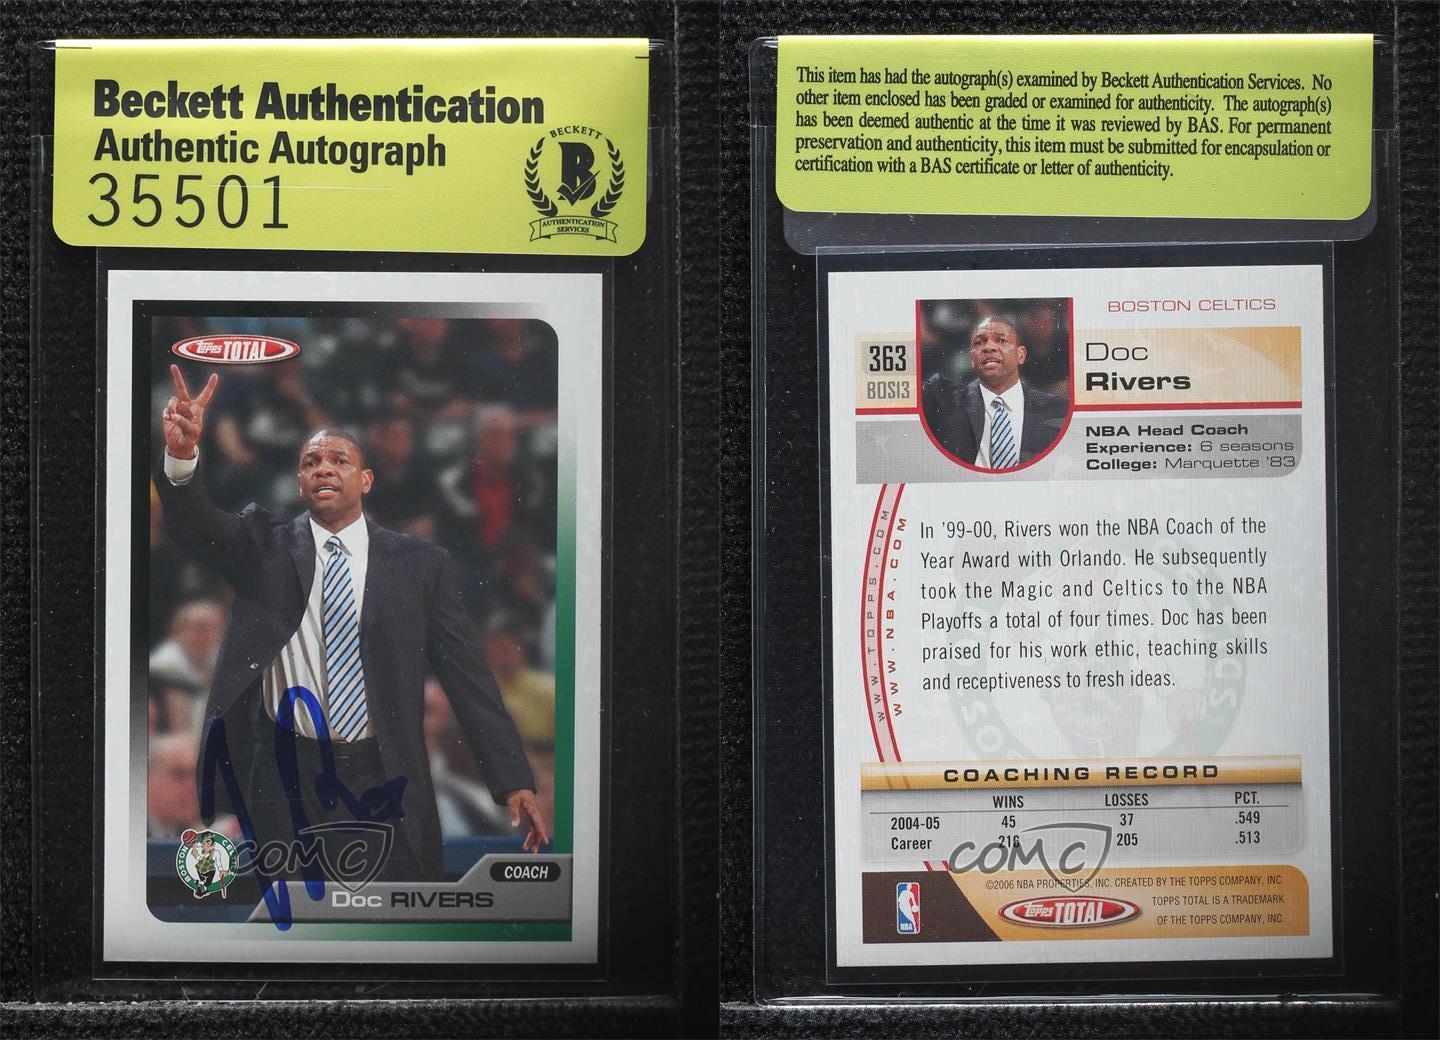 Beckett Authentication
Authentic Autograph
35501
BECKETT
B
AUTHENTICATION
SERVICES
Topps TOTAL
BOSTON CELTICS
COMC
COACH
Doc RIVERS
This item has had the autograph(s) examined by Beckett Authentication Services. No
other item enclosed has been graded or examined for authenticity. The autograph(s)
has been deemed authentic at the time it was reviewed by BAS. For permanent
preservation and authenticity, this item must be submitted for encapsulation or
certification with a BAS certificate or letter of authenticity.
BOSTON CELTICS
363
BOS13
Doc
Rivers
NBA Head Coach
Experience: 6 seasons
College: Marquette '83
WWW.TOPPS.COM
WWW.NBA.COM
In '99-00, Rivers won the NBA Coach of the
Year Award with Orlando. He subsequently
took the Magic and Celtics to the NBA
Playoffs a total of four times. Doc has been
praised for his work ethic, teaching skills
and receptiveness to fresh ideas.
COACHING RECORD
WINS LOSSES PCT.
2004-05 45 37 .549
Career 216 205 .513
COMC
©2006 NBA PROPERTIES, INC. CREATED BY THE TOPPS COMPANY, INC.
TOPPS TOTAL IS A TRADEMARK
OF THE TOPPS COMPANY, INC.
Topps TOTAL
NBA